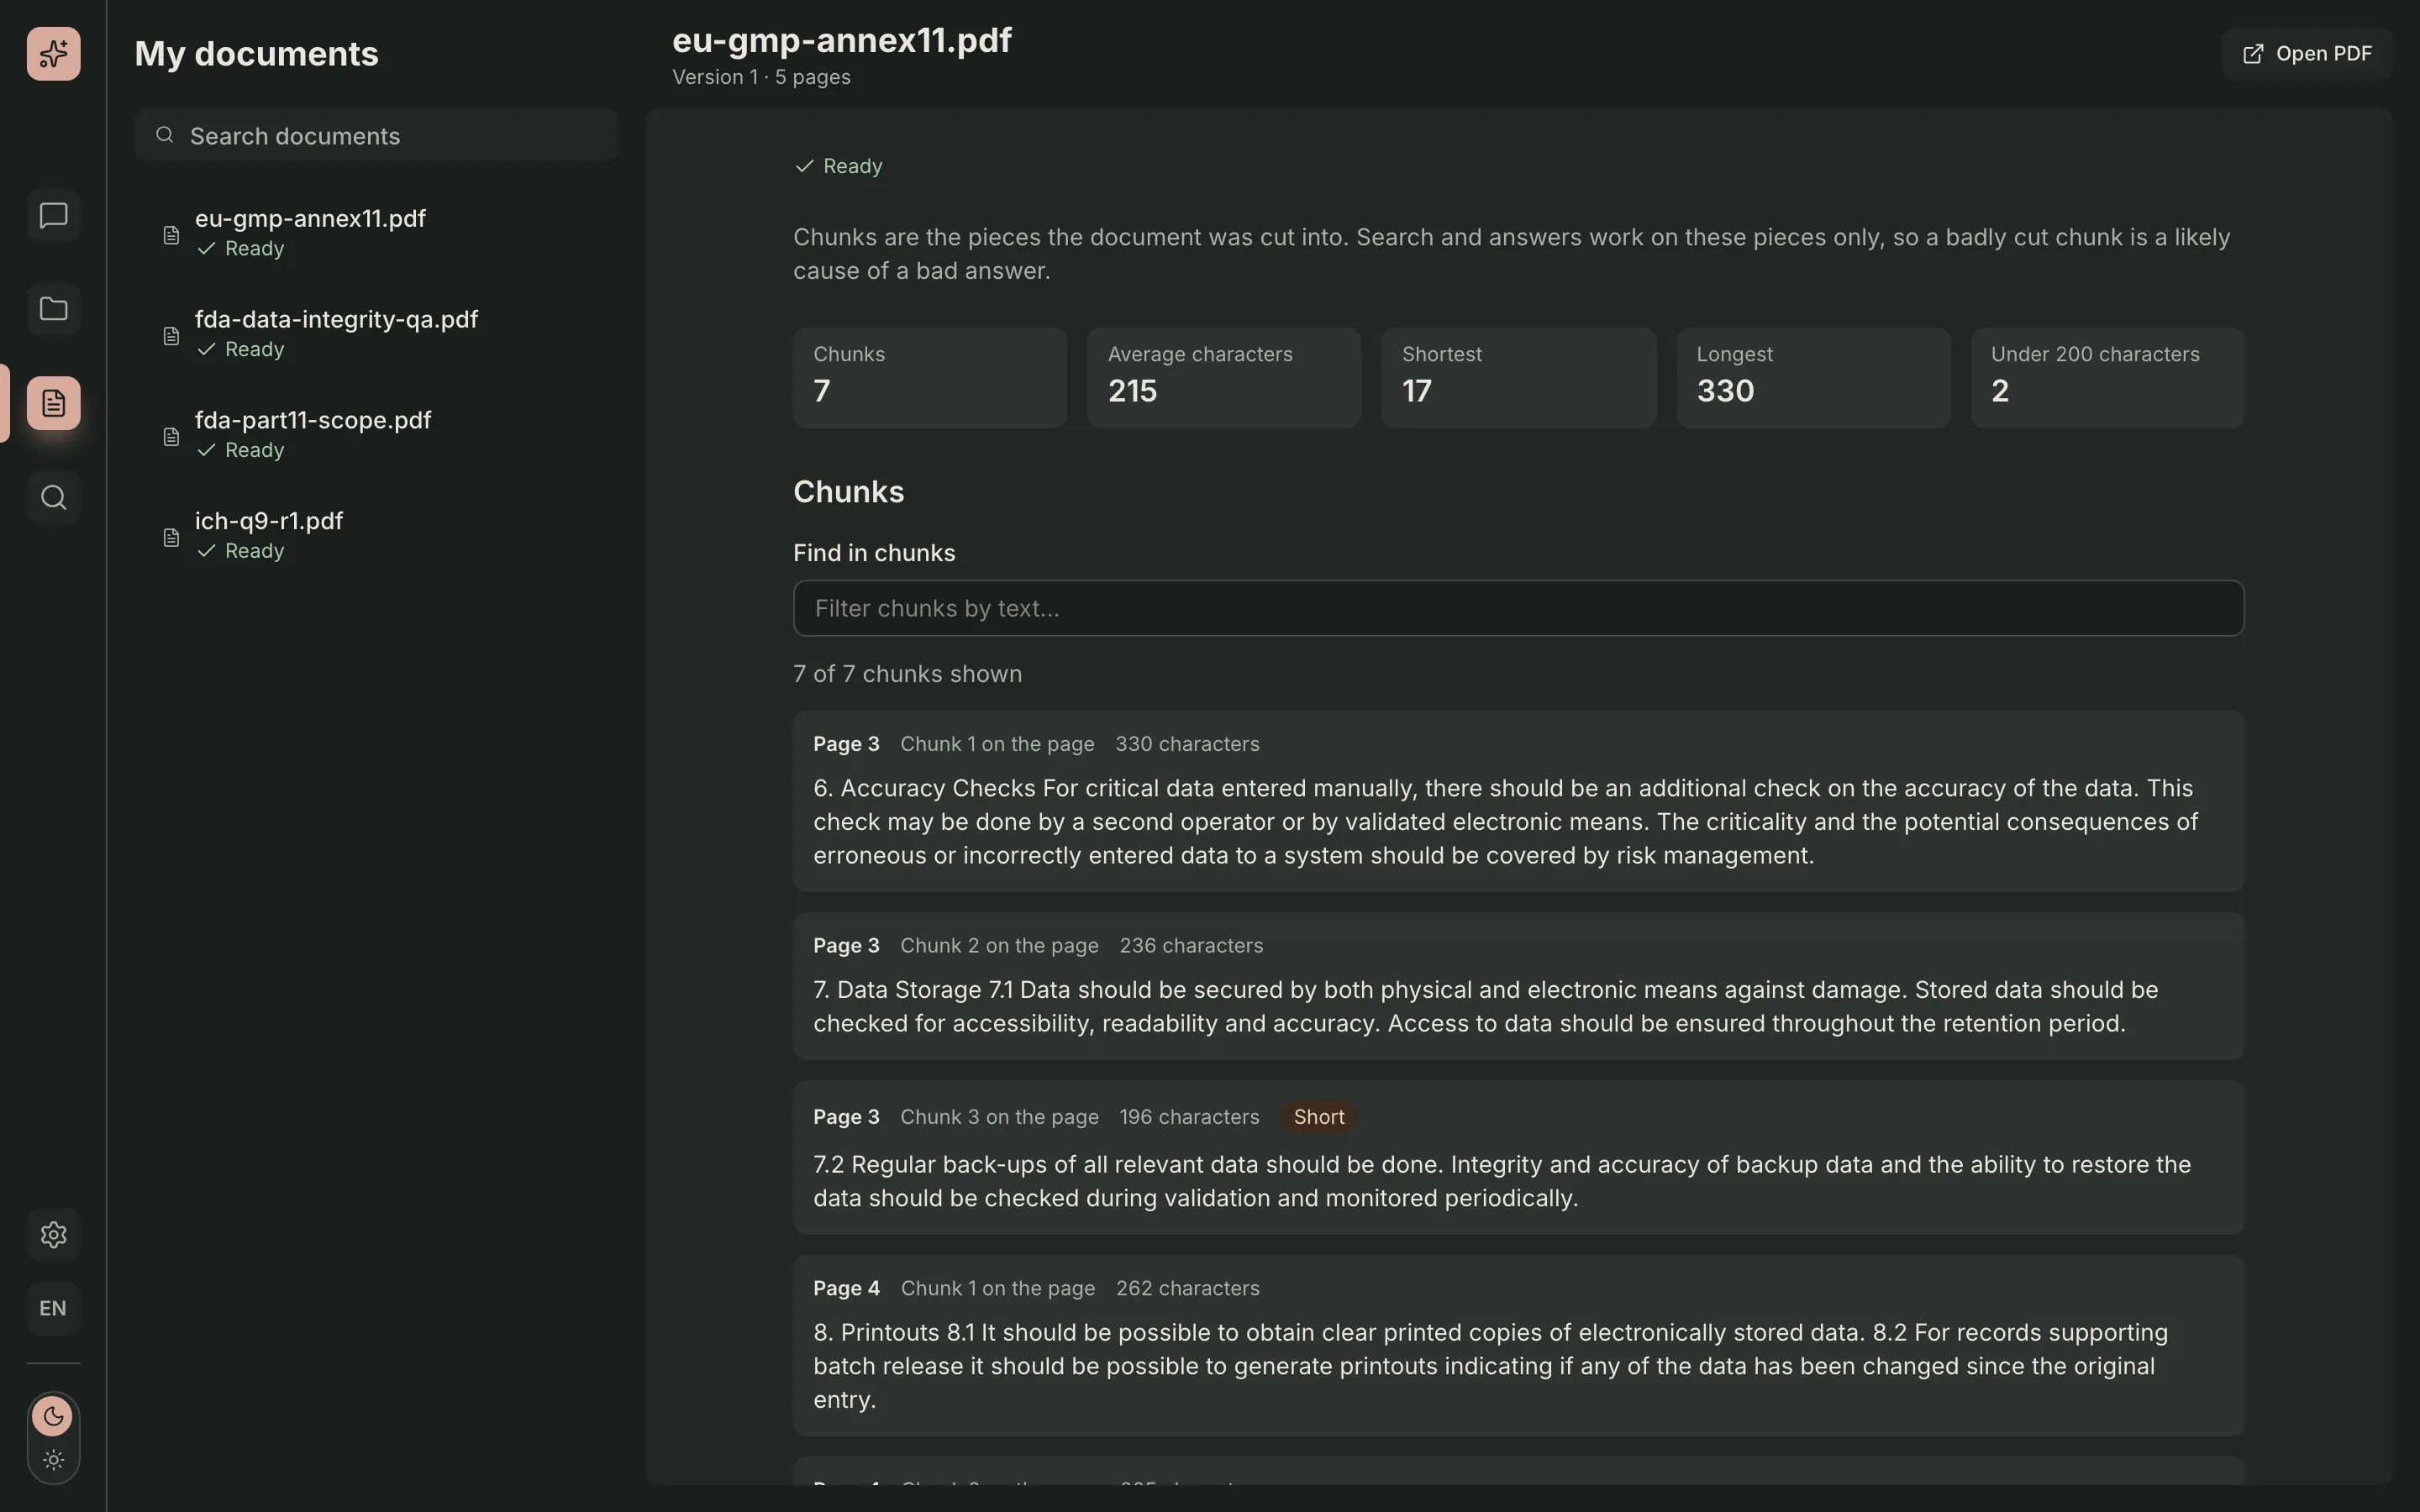 My documents
Search documents
eu-gmp-annex11.pdf
Ready
fda-data-integrity-qa.pdf
Ready
fda-part11-scope.pdf
Ready
ich-q9-r1.pdf
Ready
EN
eu-gmp-annex11.pdf
Version 1 · 5 pages
Open PDF
Ready
Chunks are the pieces the document was cut into. Search and answers work on these pieces only, so a badly cut chunk is a likely
cause of a bad answer.
Chunks
7
Average characters
215
Shortest
17
Longest
330
Under 200 characters
2
Chunks
Find in chunks
Filter chunks by text...
7 of 7 chunks shown
Page 3 Chunk 1 on the page 330 characters
6. Accuracy Checks For critical data entered manually, there should be an additional check on the accuracy of the data. This
check may be done by a second operator or by validated electronic means. The criticality and the potential consequences of
erroneous or incorrectly entered data to a system should be covered by risk management.
Page 3 Chunk 2 on the page 236 characters
7. Data Storage 7.1 Data should be secured by both physical and electronic means against damage. Stored data should be
checked for accessibility, readability and accuracy. Access to data should be ensured throughout the retention period.
Page 3 Chunk 3 on the page 196 characters Short
7.2 Regular back-ups of all relevant data should be done. Integrity and accuracy of backup data and the ability to restore the
data should be checked during validation and monitored periodically.
Page 4 Chunk 1 on the page 262 characters
8. Printouts 8.1 It should be possible to obtain clear printed copies of electronically stored data. 8.2 For records supporting
batch release it should be possible to generate printouts indicating if any of the data has been changed since the original
entry.